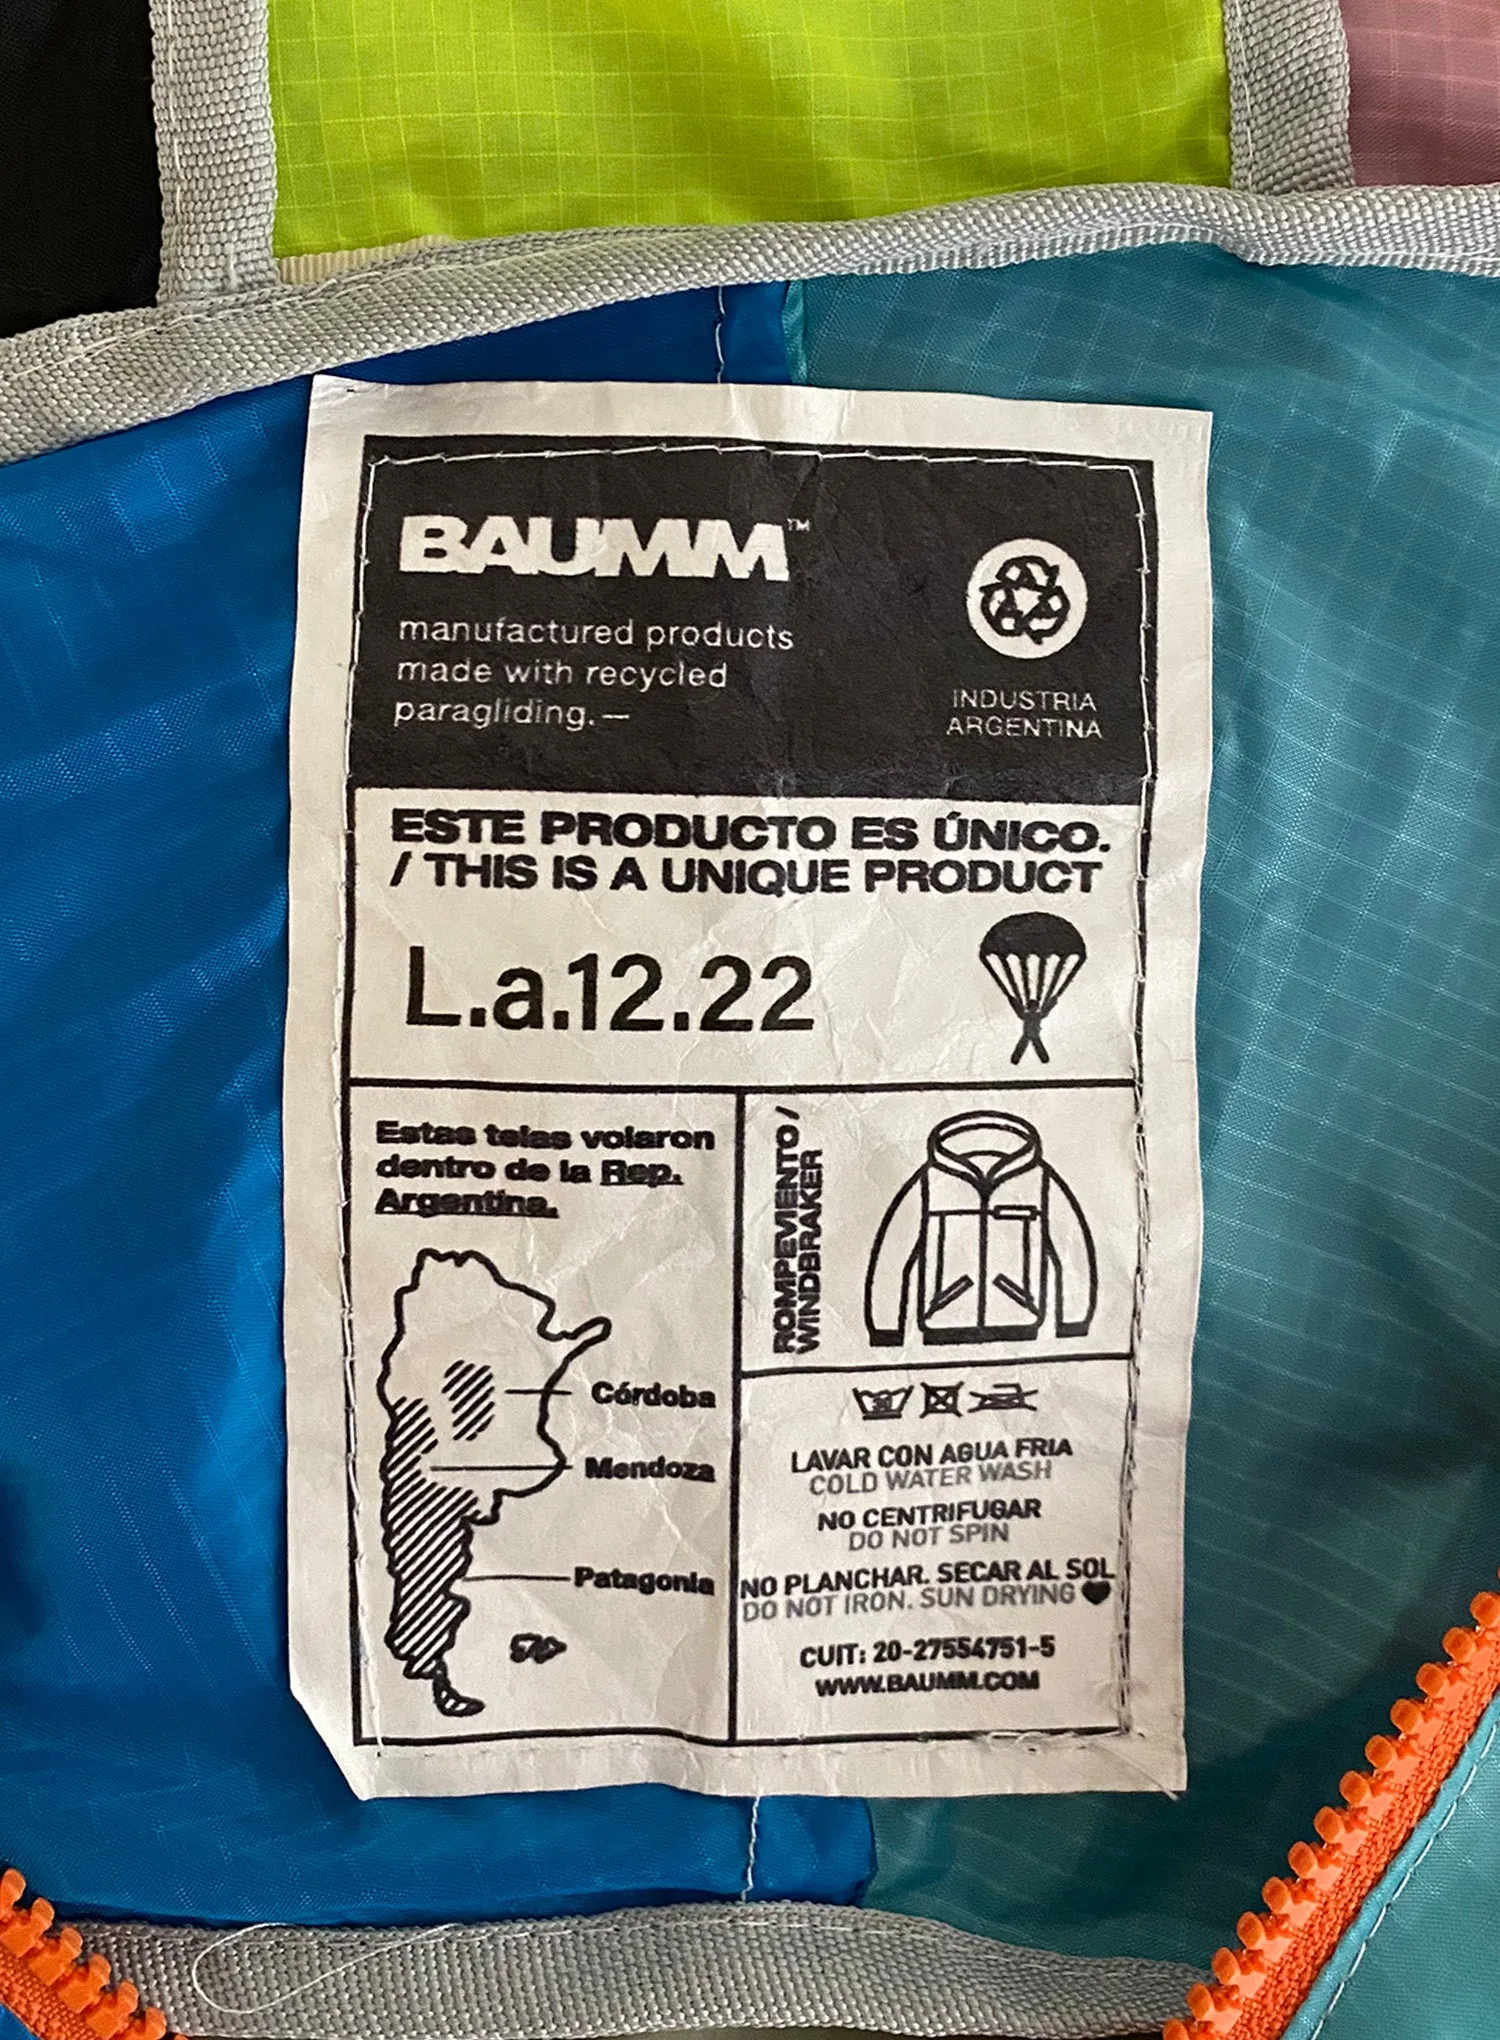 BAUMM™
manufactured products
made with recycled
paragliding.—
INDUSTRIA
ARGENTINA
ESTE PRODUCTO ES ÚNICO.
/ THIS IS A UNIQUE PRODUCT
L.a.12.22
Estas telas volaron
dentro de la Rep.
Argentina.
Córdoba
Mendoza
Patagonia
ROMPEVIENTO /
WINDBRAKER
30
LAVAR CON AGUA FRIA
COLD WATER WASH
NO CENTRIFUGAR
DO NOT SPIN
NO PLANCHAR. SECAR AL SOL
DO NOT IRON. SUN DRYING
CUIT: 20-27554751-5
WWW.BAUMM.COM